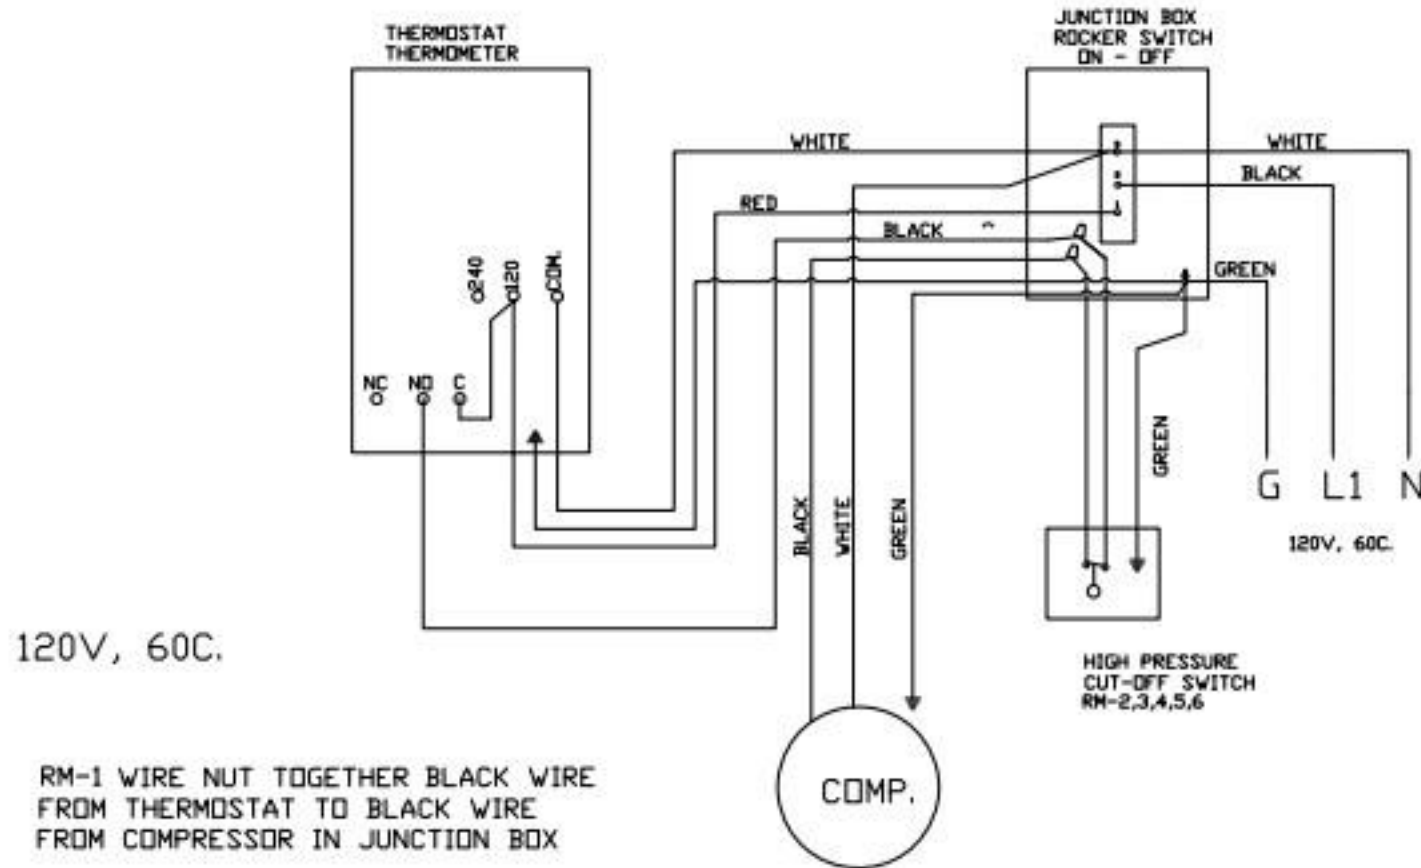 THERMOSTAT
THERMOMETER
JUNCTION BOX
ROCKER SWITCH
ON - OFF
WHITE
WHITE
BLACK
RED
BLACK
GREEN
240
120
COM.
NC
NO
C
BLACK
WHITE
GREEN
GREEN
G L1 N
120V, 60C.
120V, 60C.
HIGH PRESSURE
CUT-OFF SWITCH
RM-2,3,4,5,6
RM-1 WIRE NUT TOGETHER BLACK WIRE
FROM THERMOSTAT TO BLACK WIRE
FROM COMPRESSOR IN JUNCTION BOX
COMP.